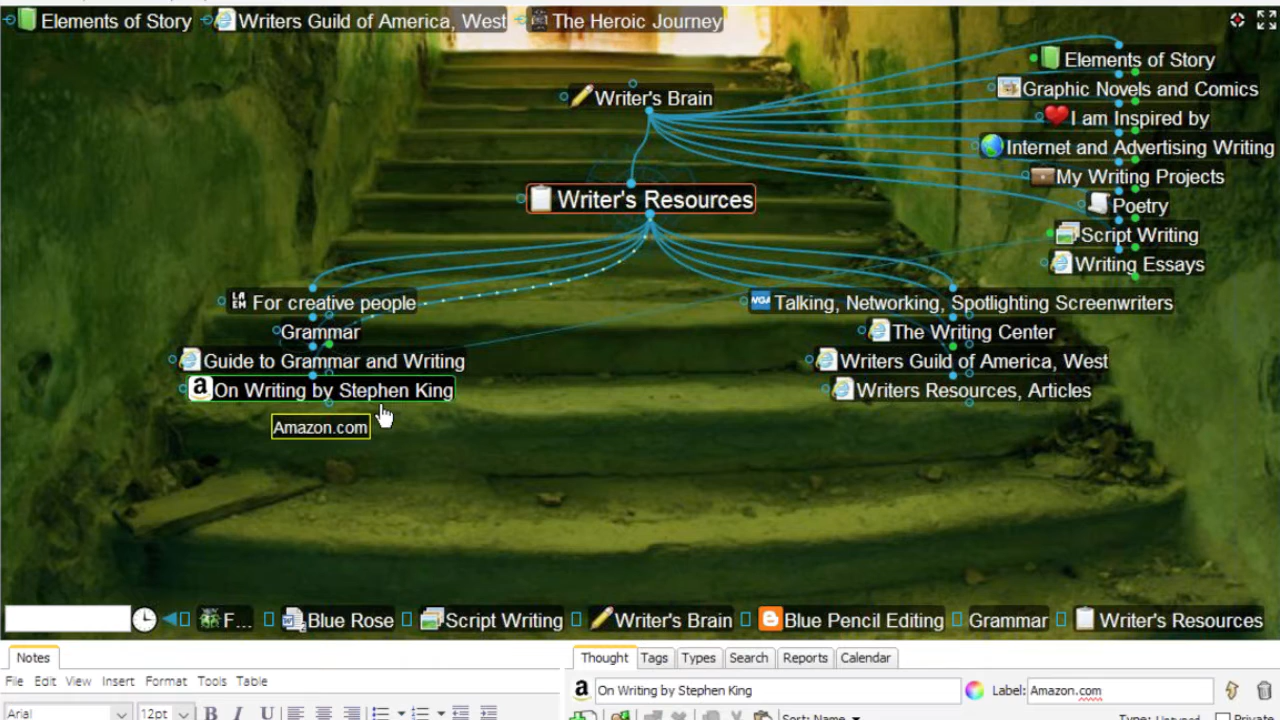 Elements of Story Writers Guild of America, West The Heroic Journey
Writer's Brain
Elements of Story
Graphic Novels and Comics
I am Inspired by
Internet and Advertising Writing
My Writing Projects
Poetry
Script Writing
Writing Essays
Writer's Resources
For creative people
Grammar
Guide to Grammar and Writing
On Writing by Stephen King
Amazon.com
Talking, Networking, Spotlighting Screenwriters
The Writing Center
Writers Guild of America, West
Writers Resources, Articles
F... Blue Rose Script Writing Writer's Brain Blue Pencil Editing Grammar Writer's Resources
Notes
File Edit View Insert Format Tools Table
Arial 12pt B I U
Thought Tags Types Search Reports Calendar
a On Writing by Stephen King Label: Amazon.com
Sort: Name Type: Untyped Private